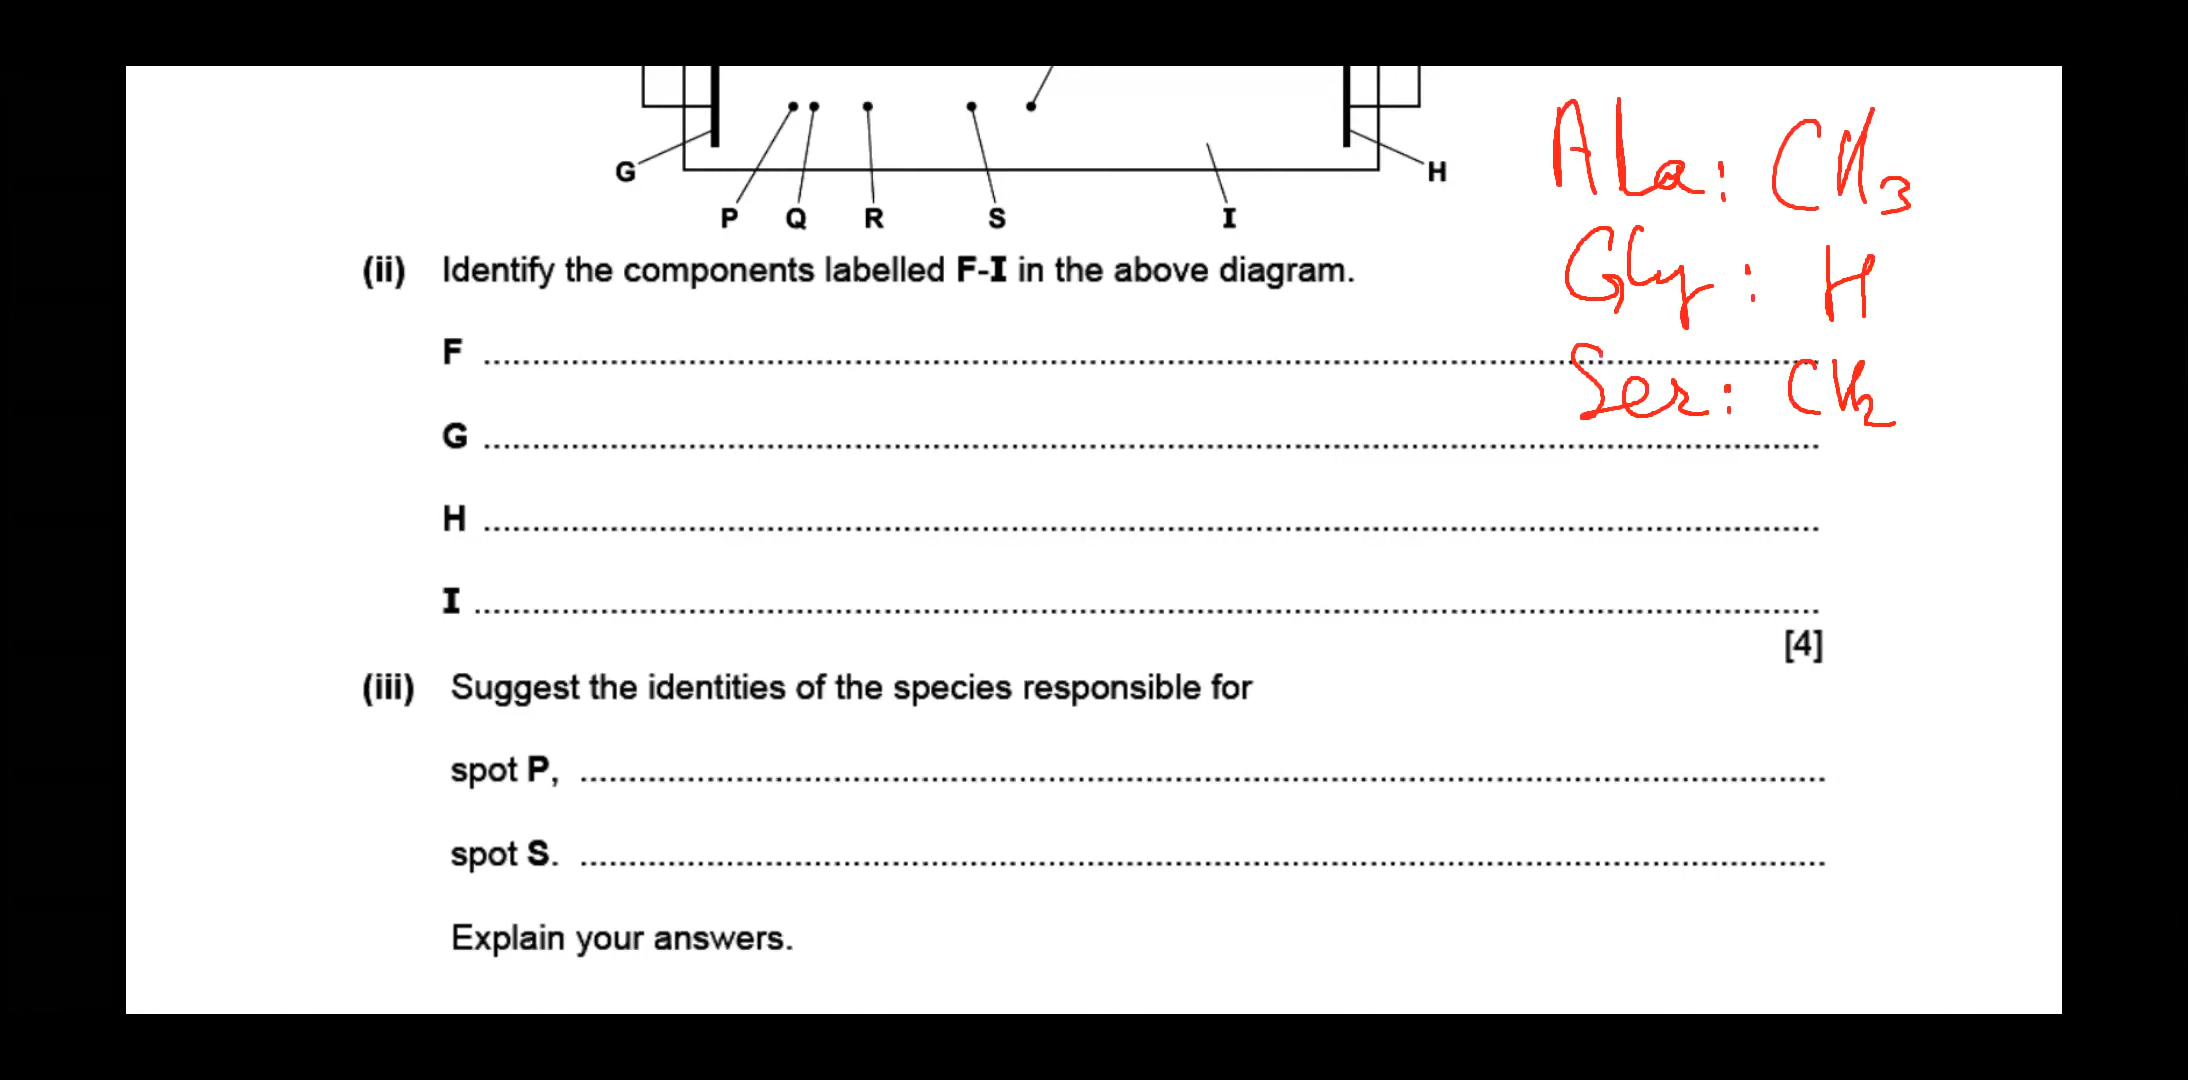 G
H
P Q R S I
Ala: CH3
Gly: H
Ser: CH2
(ii) Identify the components labelled F-I in the above diagram.
F ........................................
G ........................................
H ........................................
I ........................................
[4]
(iii) Suggest the identities of the species responsible for
spot P, ........................................
spot S. ........................................
Explain your answers.